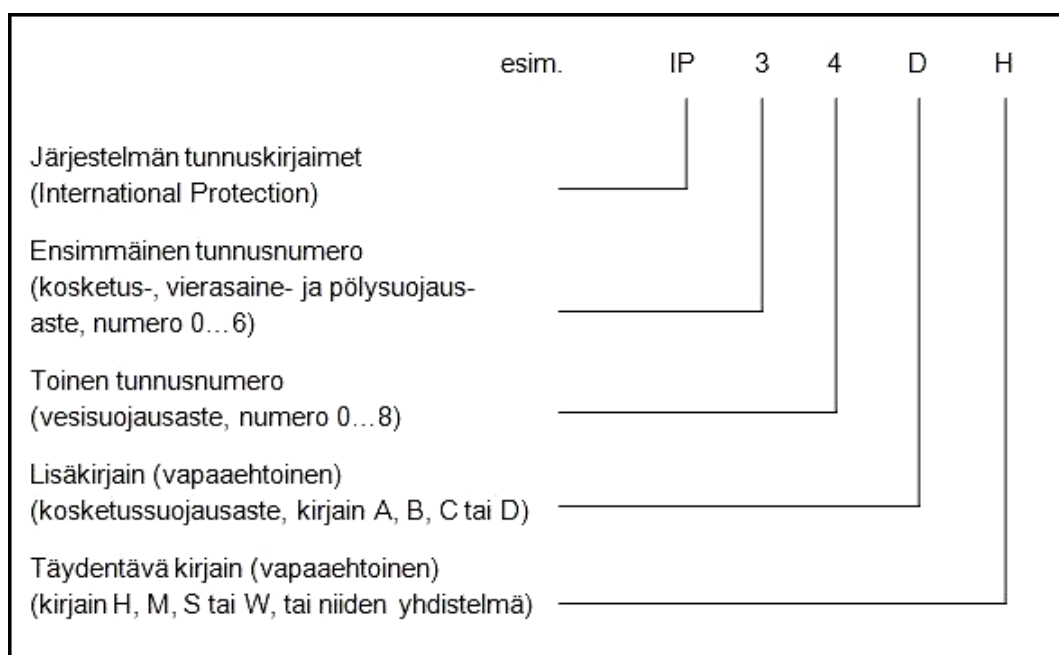 esim. IP 3 4 D H
Järjestelmän tunnuskirjaimet
(International Protection)
Ensimmäinen tunnusnumero
(kosketus-, vierasaine- ja pölysuojaus-
aste, numero 0…6)
Toinen tunnusnumero
(vesisuojausaste, numero 0…8)
Lisäkirjain (vapaaehtoinen)
(kosketussuojausaste, kirjain A, B, C tai D)
Täydentävä kirjain (vapaaehtoinen)
(kirjain H, M, S tai W, tai niiden yhdistelmä)